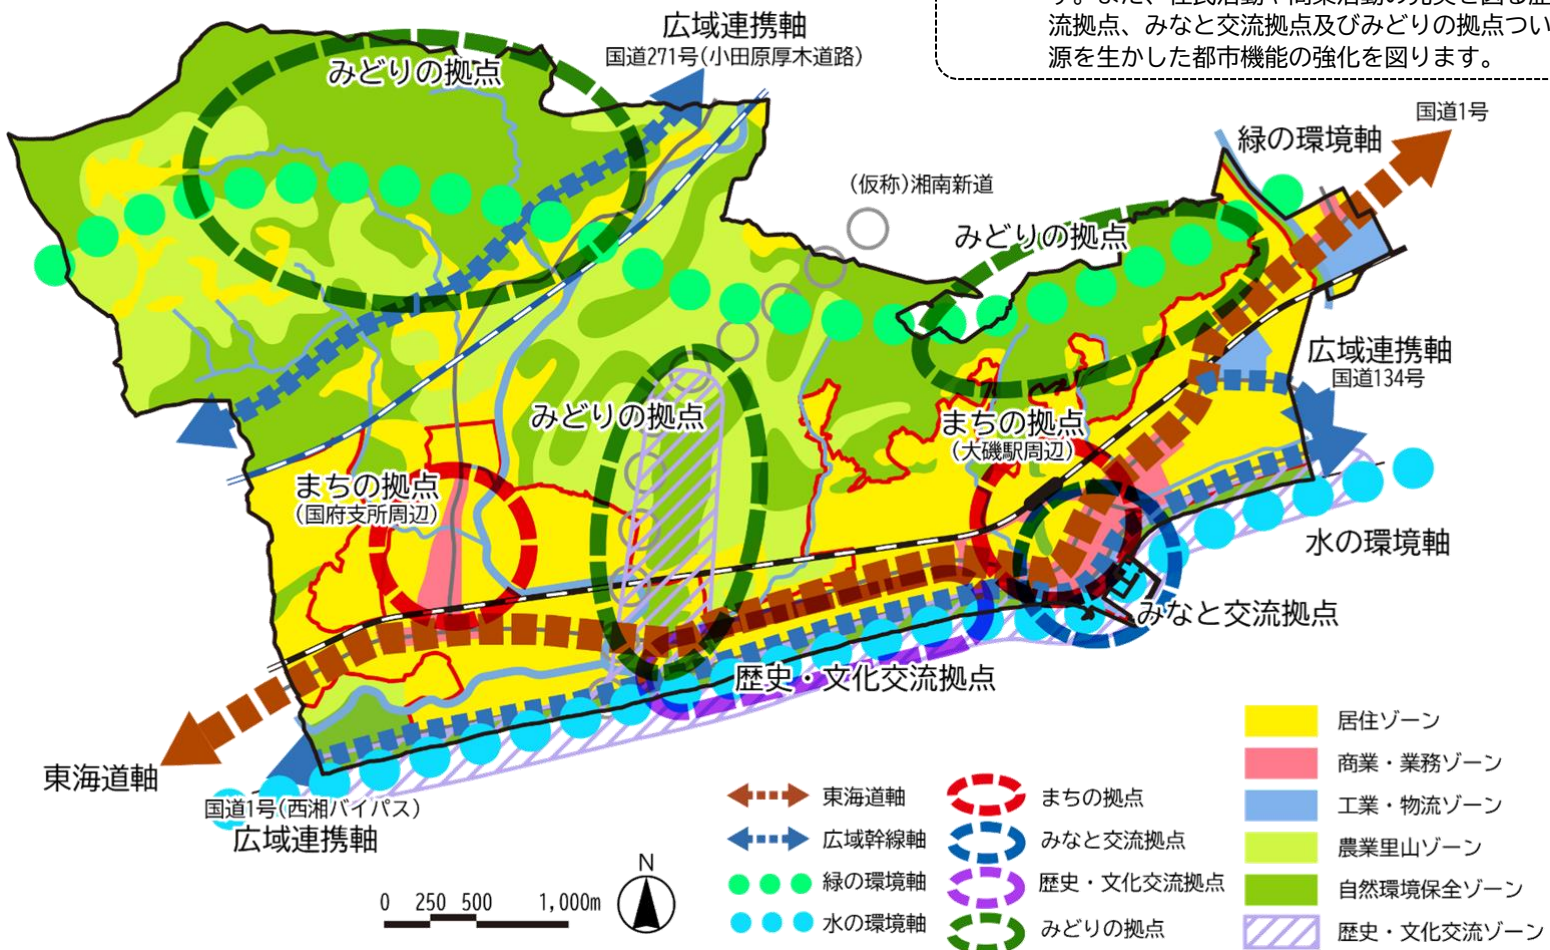 流拠点、みなと交流拠点及びみどりの拠点つい
源を生かした都市機能の強化を図ります。
広域連携軸
国道271号(小田原厚木道路)
みどりの拠点
国道1号
緑の環境軸
(仮称)湘南新道
みどりの拠点
広域連携軸
国道134号
みどりの拠点
まちの拠点
(大磯駅周辺)
まちの拠点
(国府支所周辺)
水の環境軸
みなと交流拠点
歴史・文化交流拠点
東海道軸
国道1号(西湘バイパス)
広域連携軸
0 250 500 1,000m
N
東海道軸
広域幹線軸
緑の環境軸
水の環境軸
まちの拠点
みなと交流拠点
歴史・文化交流拠点
みどりの拠点
居住ゾーン
商業・業務ゾーン
工業・物流ゾーン
農業里山ゾーン
自然環境保全ゾーン
歴史・文化交流ゾーン